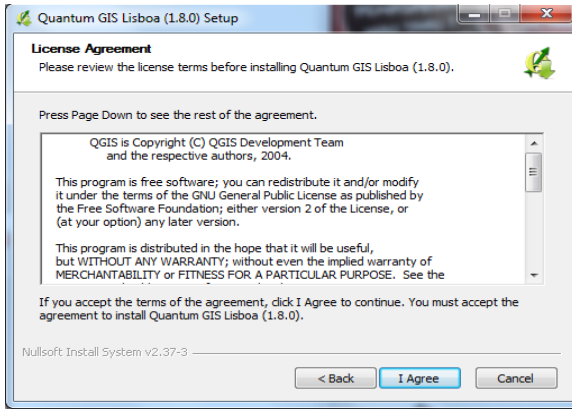 Quantum GIS Lisboa (1.8.0) Setup
License Agreement
Please review the license terms before installing Quantum GIS Lisboa (1.8.0).
Press Page Down to see the rest of the agreement.
QGIS is Copyright (C) QGIS Development Team
and the respective authors, 2004.
This program is free software; you can redistribute it and/or modify
it under the terms of the GNU General Public License as published by
the Free Software Foundation; either version 2 of the License, or
(at your option) any later version.
This program is distributed in the hope that it will be useful,
but WITHOUT ANY WARRANTY; without even the implied warranty of
MERCHANTABILITY or FITNESS FOR A PARTICULAR PURPOSE.  See the
If you accept the terms of the agreement, click I Agree to continue. You must accept the
agreement to install Quantum GIS Lisboa (1.8.0).
Nullsoft Install System v2.37-3
< Back
I Agree
Cancel